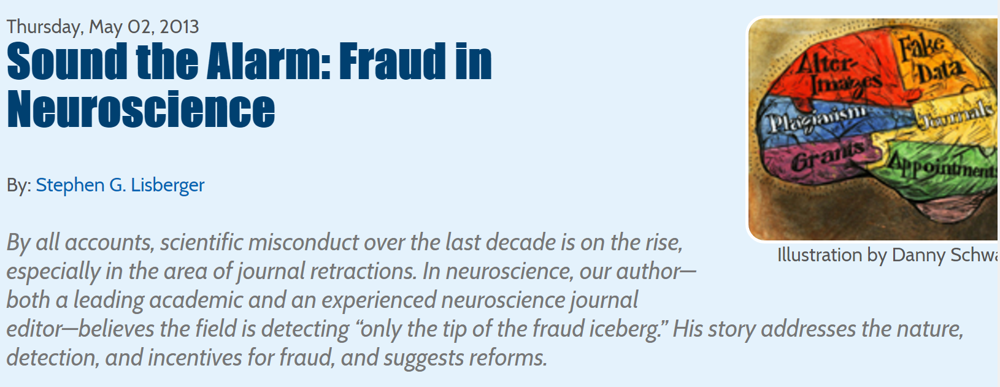 Thursday, May 02, 2013
Sound the Alarm: Fraud in
Neuroscience
By: Stephen G. Lisberger
By all accounts, scientific misconduct over the last decade is on the rise,
especially in the area of journal retractions. In neuroscience, our author—
both a leading academic and an experienced neuroscience journal
editor—believes the field is detecting “only the tip of the fraud iceberg.” His story addresses the nature,
detection, and incentives for fraud, and suggests reforms.
Alter-
Images
Fake
Data
Plagiarism
Journals
Grants
Appointments
Illustration by Danny